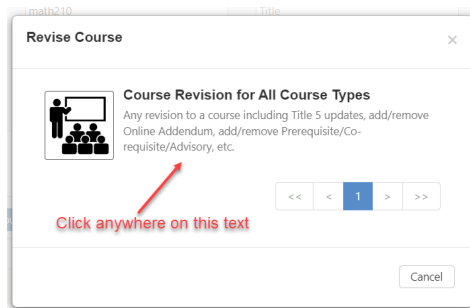 math210
Title
Revise Course
×
Course Revision for All Course Types
Any revision to a course including Title 5 updates, add/remove
Online Addendum, add/remove Prerequisite/Co-
requisite/Advisory, etc.
<< < 1 > >>
Click anywhere on this text
Cancel